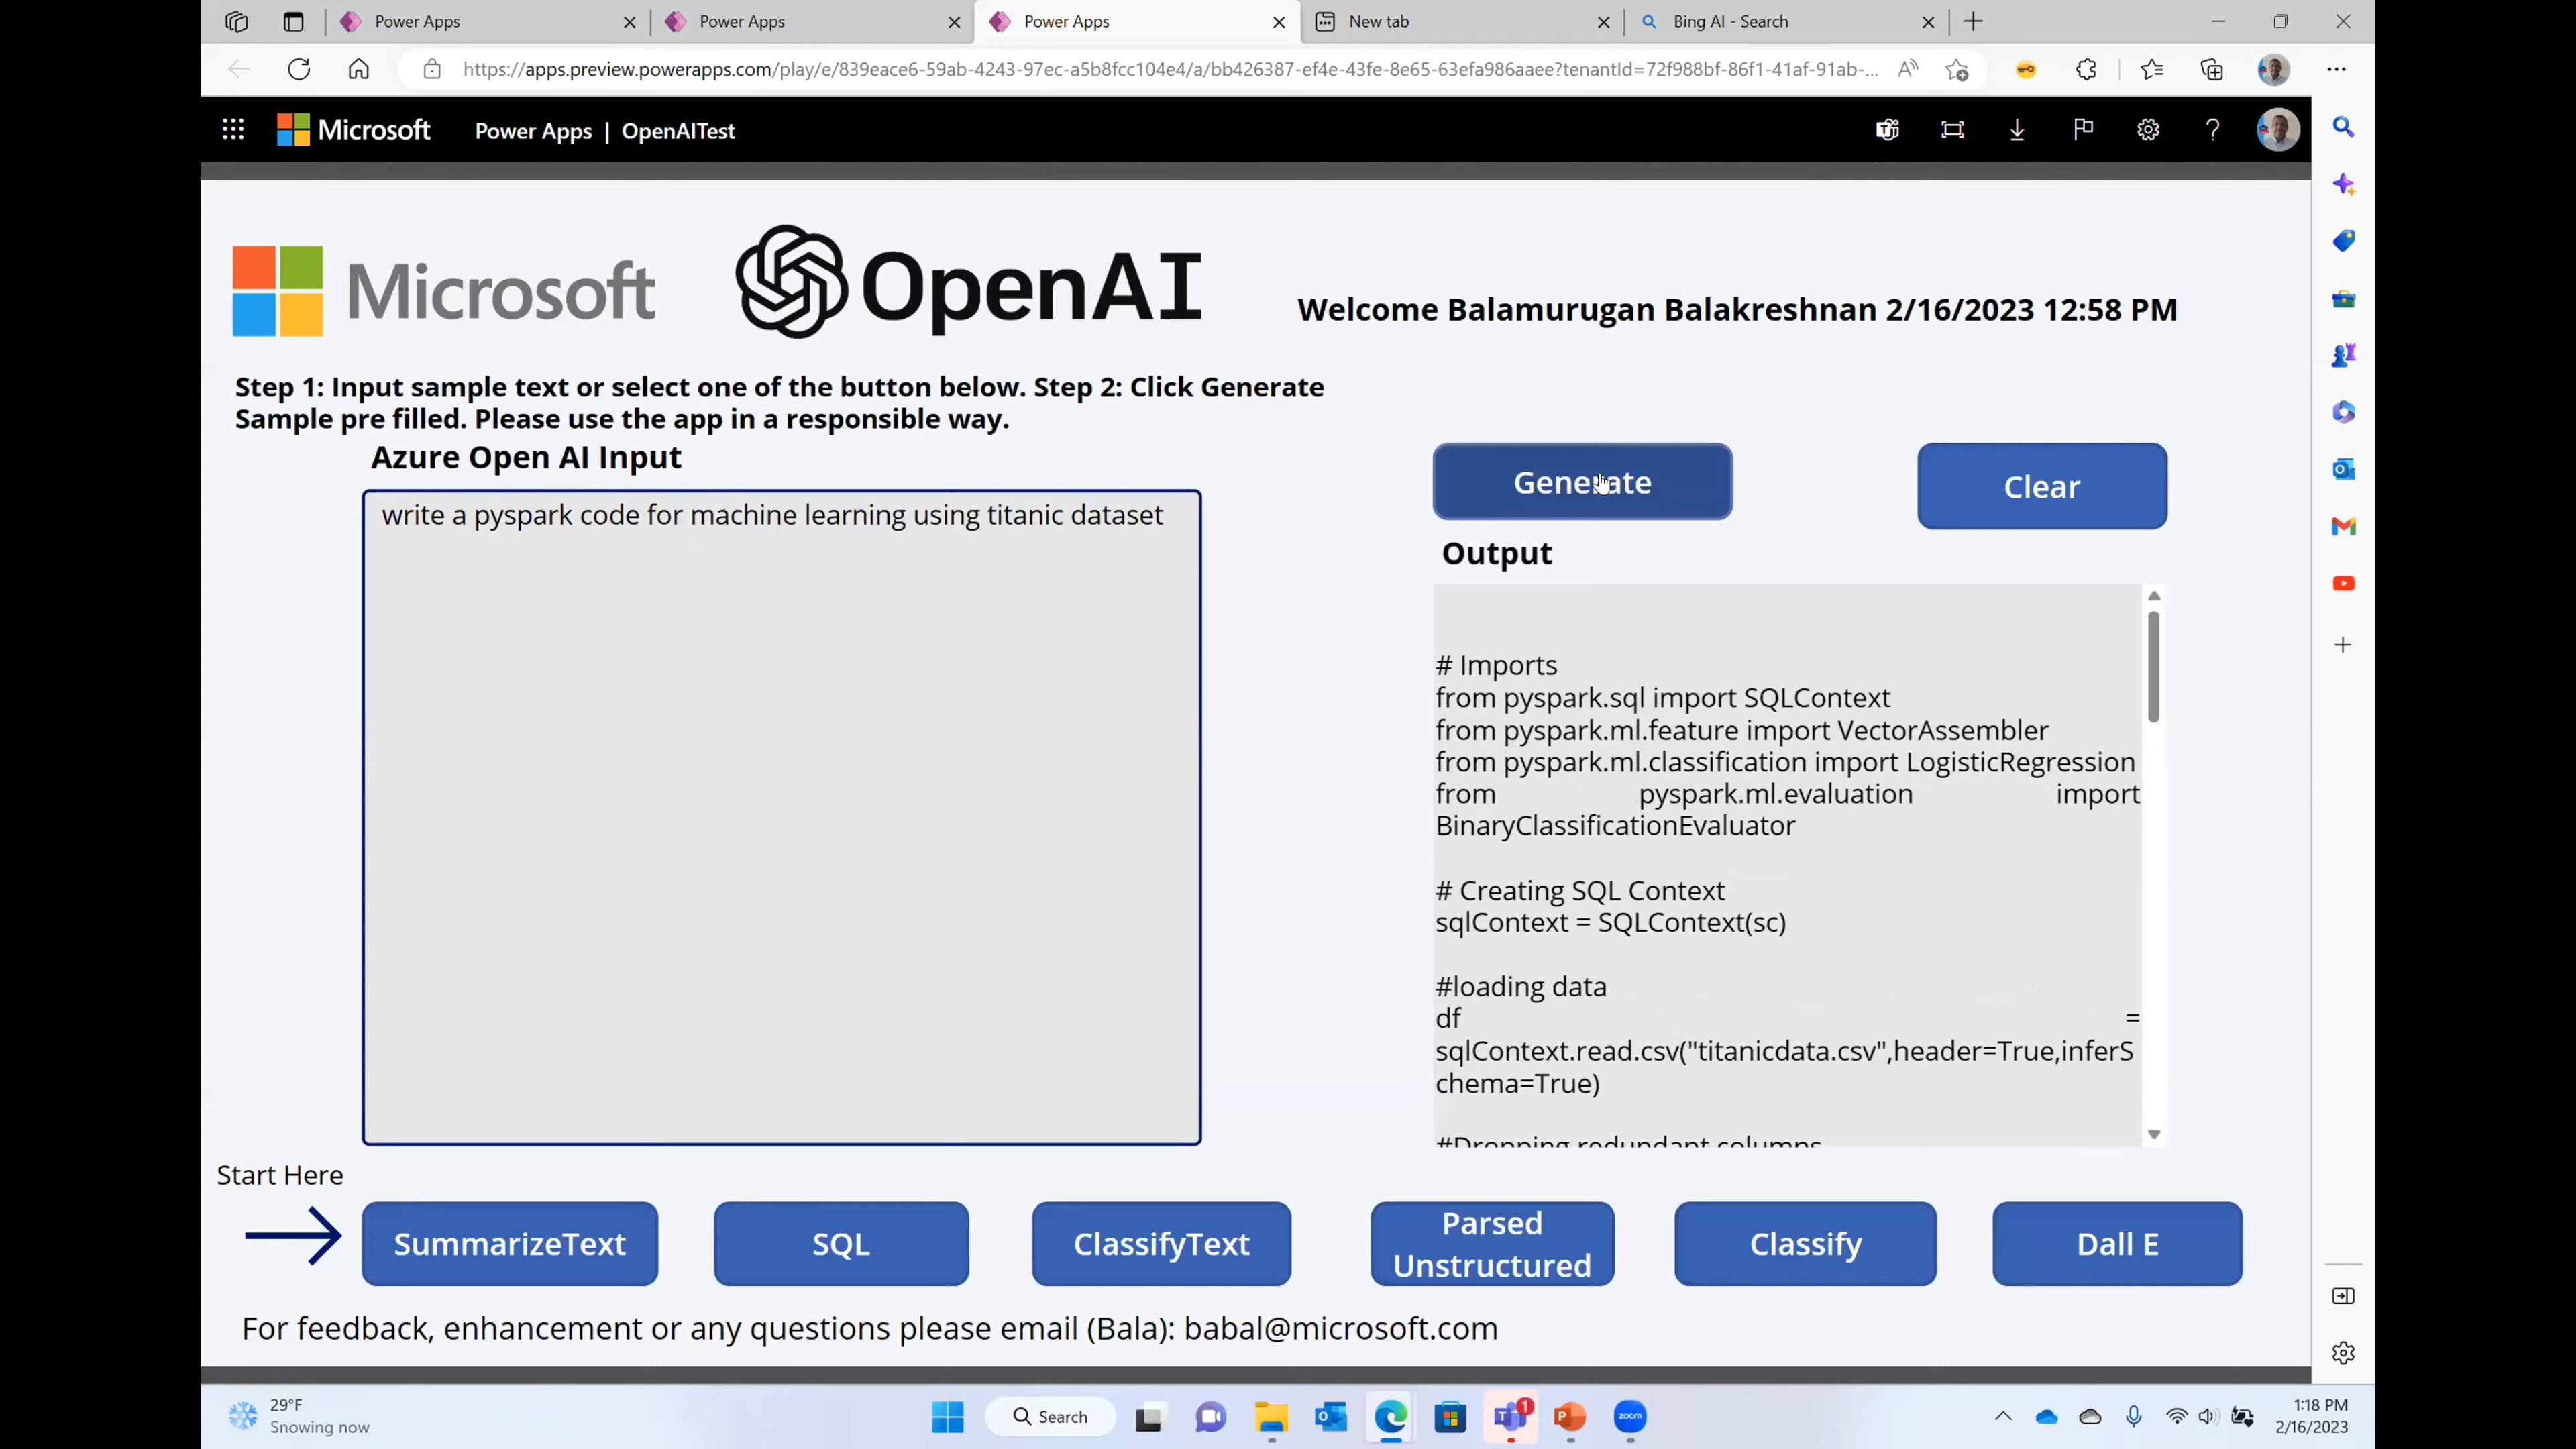 Power Apps
Power Apps
Power Apps
New tab
Bing AI - Search
https://apps.preview.powerapps.com/play/e/839eace6-59ab-4243-97ec-a5b8fcc104e4/a/bb426387-ef4e-43fe-8e65-63efa986aaee?tenantId=72f988bf-86f1-41af-91ab-...
Microsoft Power Apps | OpenAITest
Microsoft
OpenAI
Welcome Balamurugan Balakreshnan 2/16/2023 12:58 PM
Step 1: Input sample text or select one of the button below. Step 2: Click Generate
Sample pre filled. Please use the app in a responsible way.
Azure Open AI Input
Generate
Clear
write a pyspark code for machine learning using titanic dataset
Output
# Imports
from pyspark.sql import SQLContext
from pyspark.ml.feature import VectorAssembler
from pyspark.ml.classification import LogisticRegression
from pyspark.ml.evaluation import
BinaryClassificationEvaluator
# Creating SQL Context
sqlContext = SQLContext(sc)
#loading data
df =
sqlContext.read.csv("titanicdata.csv",header=True,inferS
chema=True)
#Dropping redundant columns
Start Here
SummarizeText
SQL
ClassifyText
Parsed
Unstructured
Classify
Dall E
For feedback, enhancement or any questions please email (Bala): babal@microsoft.com
29°F
Snowing now
Search
1
zoom
1:18 PM
2/16/2023